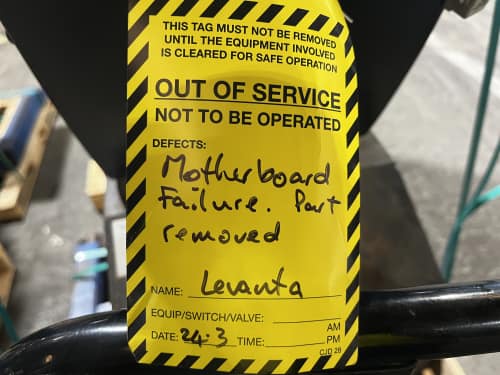 THIS TAG MUST NOT BE REMOVED
UNTIL THE EQUIPMENT INVOLVED
IS CLEARED FOR SAFE OPERATION
OUT OF SERVICE
NOT TO BE OPERATED
DEFECTS:
Motherboard
Failure. Part
removed
NAME: Levanta
EQUIP/SWITCH/VALVE:
AM
DATE: 24.3 TIME: PM
CJD 28